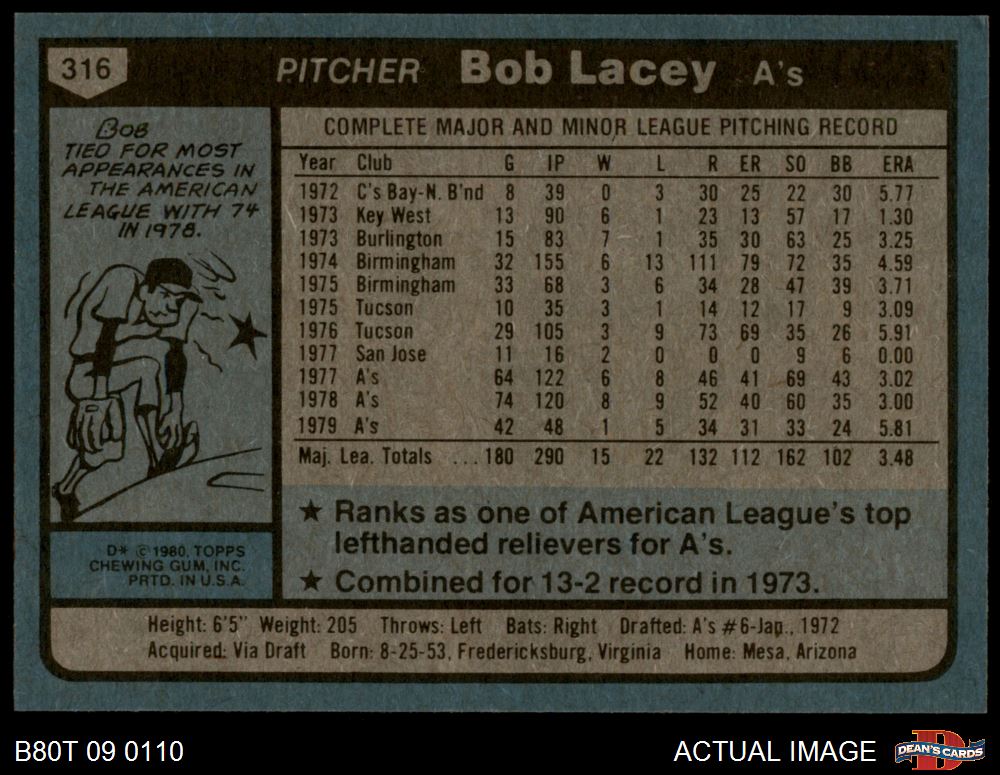 316 PITCHER Bob Lacey A's
BOB
TIED FOR MOST
APPEARANCES IN
THE AMERICAN
LEAGUE WITH 74
IN 1978.
D* © 1980, TOPPS
CHEWING GUM, INC.
PRTD. IN U.S.A.
COMPLETE MAJOR AND MINOR LEAGUE PITCHING RECORD
Year Club G IP W L R ER SO BB ERA
1972 C's Bay-N. B'nd 8 39 0 3 30 25 22 30 5.77
1973 Key West 13 90 6 1 23 13 57 17 1.30
1973 Burlington 15 83 7 1 35 30 63 25 3.25
1974 Birmingham 32 155 6 13 111 79 72 35 4.59
1975 Birmingham 33 68 3 6 34 28 47 39 3.71
1975 Tucson 10 35 3 1 14 12 17 9 3.09
1976 Tucson 29 105 3 9 73 69 35 26 5.91
1977 San Jose 11 16 2 0 0 0 9 6 0.00
1977 A's 64 122 6 8 46 41 69 43 3.02
1978 A's 74 120 8 9 52 40 60 35 3.00
1979 A's 42 48 1 5 34 31 33 24 5.81
Maj. Lea. Totals ... 180 290 15 22 132 112 162 102 3.48
★ Ranks as one of American League's top
lefthanded relievers for A's.
★ Combined for 13-2 record in 1973.
Height: 6'5" Weight: 205 Throws: Left Bats: Right Drafted: A's #6-Jan., 1972
Acquired: Via Draft Born: 8-25-53, Fredericksburg, Virginia Home: Mesa, Arizona
B80T 09 0110 ACTUAL IMAGE D DEAN'S CARDS